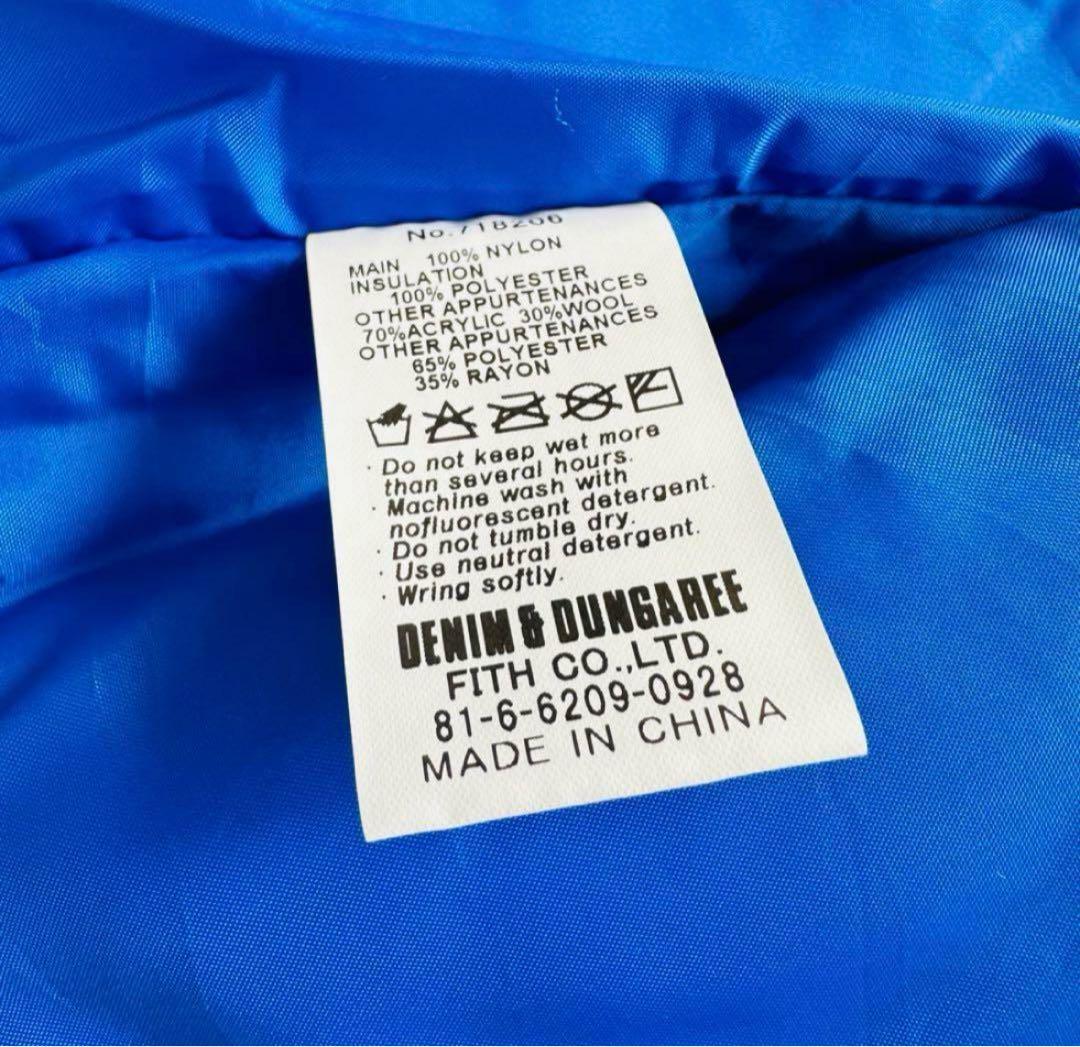 No. 718206
MAIN 100% NYLON
INSULATION
100% POLYESTER
OTHER APPURTENANCES
70%ACRYLIC 30%WOOL
OTHER APPURTENANCES
65% POLYESTER
35% RAYON
· Do not keep wet more
than several hours.
· Machine wash with
nofluorescent detergent.
· Do not tumble dry.
· Use neutral detergent.
· Wring softly.
DENIM & DUNGAREE
FITH CO.,LTD.
81-6-6209-0928
MADE IN CHINA